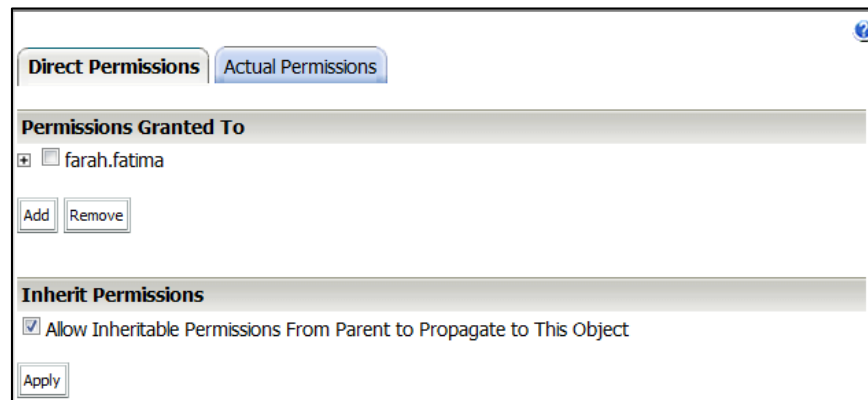 Direct Permissions Actual Permissions
Permissions Granted To
farah.fatima
Add Remove
Inherit Permissions
Allow Inheritable Permissions From Parent to Propagate to This Object
Apply